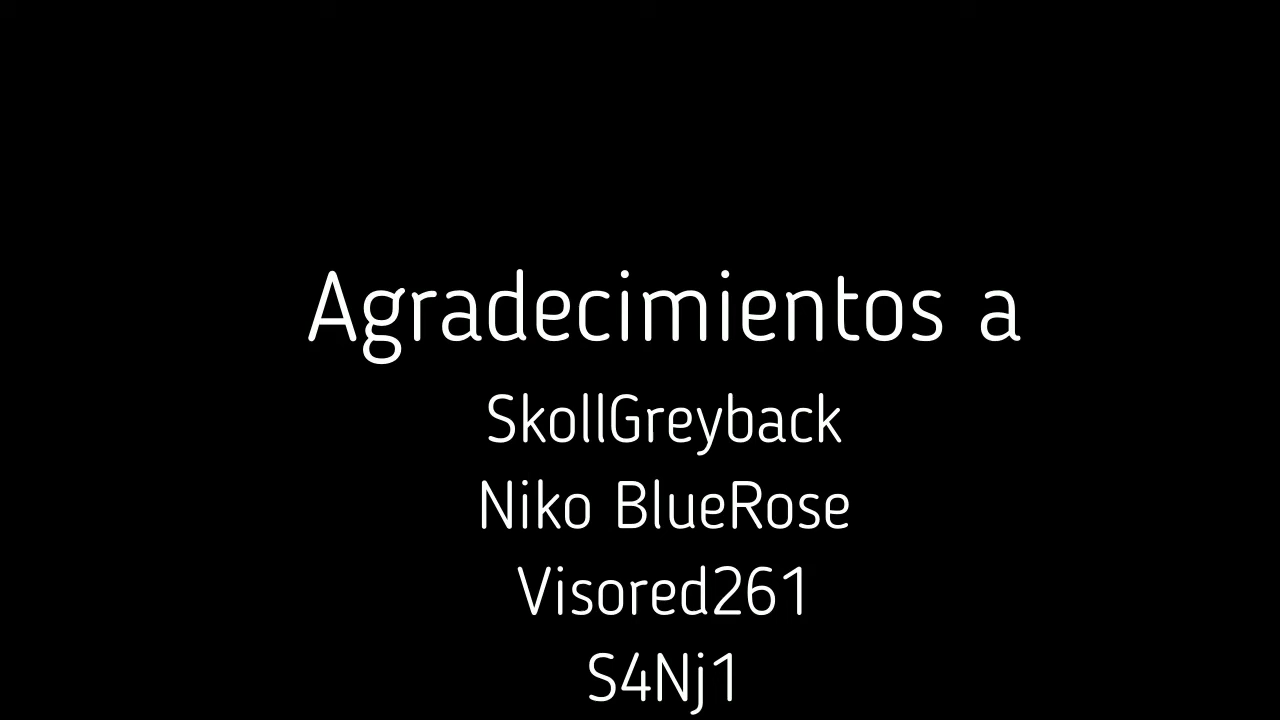 Agradecimientos a
SkollGreyback
Niko BlueRose
Visored261
S4Nj1